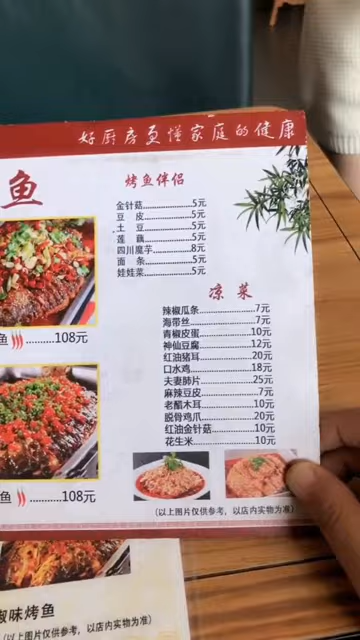 好厨房更懂家庭的健康
鱼
烤鱼伴侣
金针菇..................5元
豆 皮..................5元
土 豆..................5元
莲 藕..................5元
四川魔芋..................8元
面 条..................5元
娃娃菜..................5元
鱼 ..........108元
凉菜
辣椒瓜条..................7元
海带丝..................7元
青椒皮蛋..................10元
神仙豆腐..................12元
红油猪耳..................20元
口水鸡..................18元
夫妻肺片..................25元
麻辣豆皮..................7元
老醋木耳..................10元
脱骨鸡爪..................20元
红油金针菇..................10元
花生米..................10元
鱼 ..........108元
(以上图片仅供参考，以店内实物为准)
椒味烤鱼
(以上图片仅供参考，以店内实物为准)